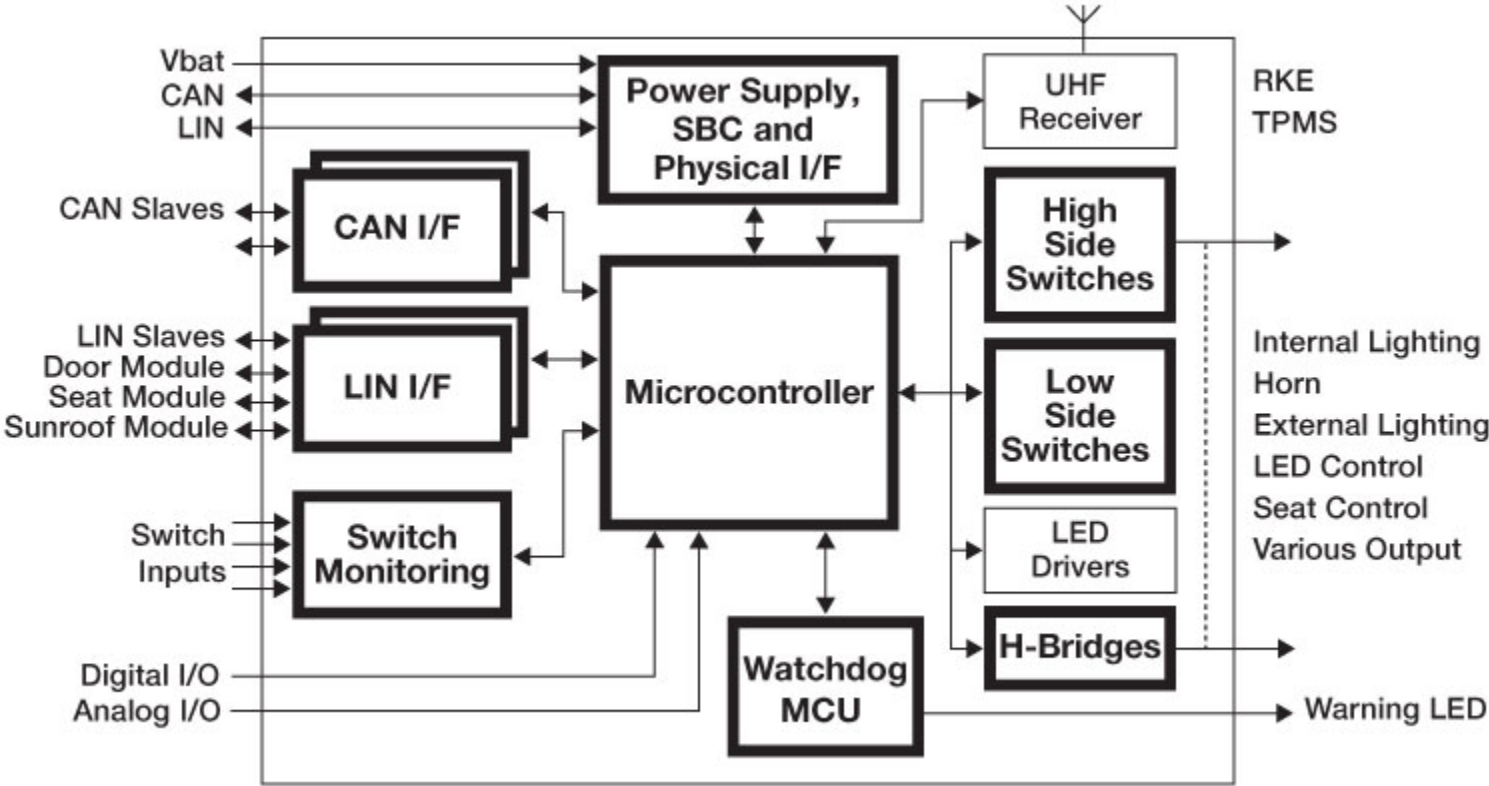 Vbat
CAN
LIN
CAN Slaves
LIN Slaves
Door Module
Seat Module
Sunroof Module
Switch
Inputs
Digital I/O
Analog I/O
Power Supply,
SBC and
Physical I/F
CAN I/F
LIN I/F
Switch
Monitoring
Microcontroller
Watchdog
MCU
UHF
Receiver
High
Side
Switches
Low
Side
Switches
LED
Drivers
H-Bridges
RKE
TPMS
Internal Lighting
Horn
External Lighting
LED Control
Seat Control
Various Output
Warning LED